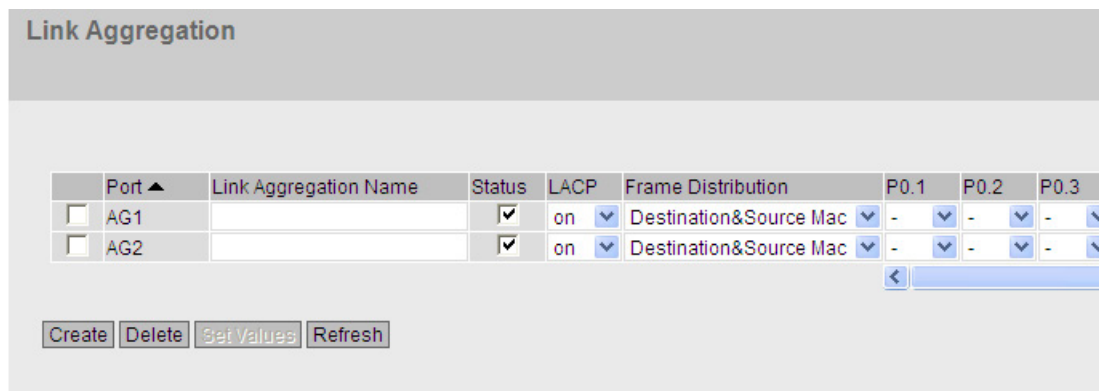 Link Aggregation
Port Link Aggregation Name Status LACP Frame Distribution P0.1 P0.2 P0.3
AG1 on Destination&Source Mac - - -
AG2 on Destination&Source Mac - - -
Create Delete Set Values Refresh